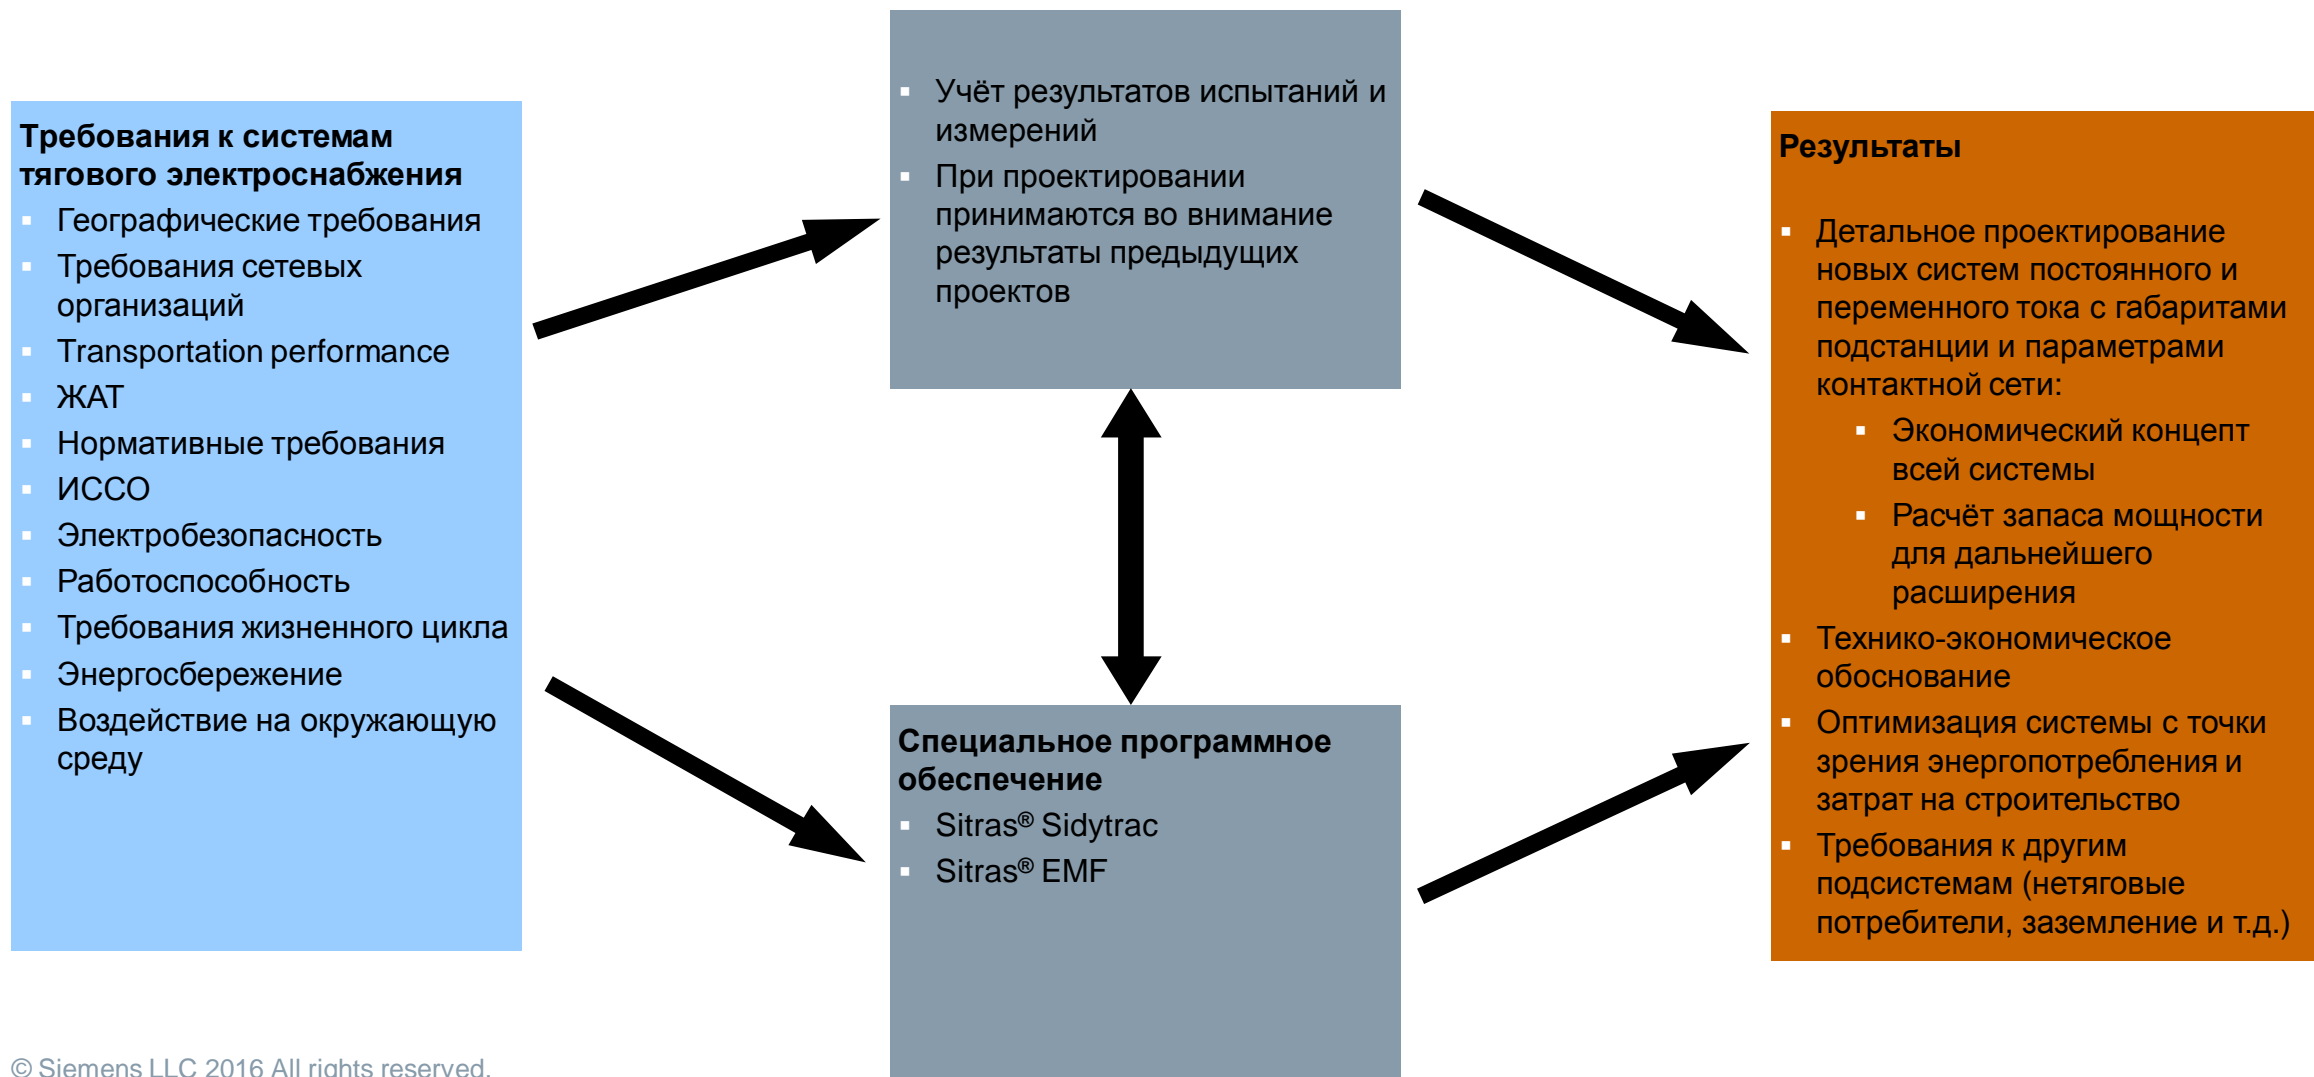 Требования к системам
тягового электроснабжения
Географические требования
Требования сетевых
организаций
Transportation performance
ЖАТ
Нормативные требования
ИССО
Электробезопасность
Работоспособность
Требования жизненного цикла
Энергосбережение
Воздействие на окружающую
среду
Учёт результатов испытаний и
измерений
При проектировании
принимаются во внимание
результаты предыдущих
проектов
Специальное программное
обеспечение
Sitras® Sidytrac
Sitras® EMF
Результаты
Детальное проектирование
новых систем постоянного и
переменного тока с габаритами
подстанции и параметрами
контактной сети:
Экономический концепт
всей системы
Расчёт запаса мощности
для дальнейшего
расширения
Технико-экономическое
обоснование
Оптимизация системы с точки
зрения энергопотребления и
затрат на строительство
Требования к другим
подсистемам (нетяговые
потребители, заземление и т.д.)
© Siemens LLC 2016 All rights reserved.